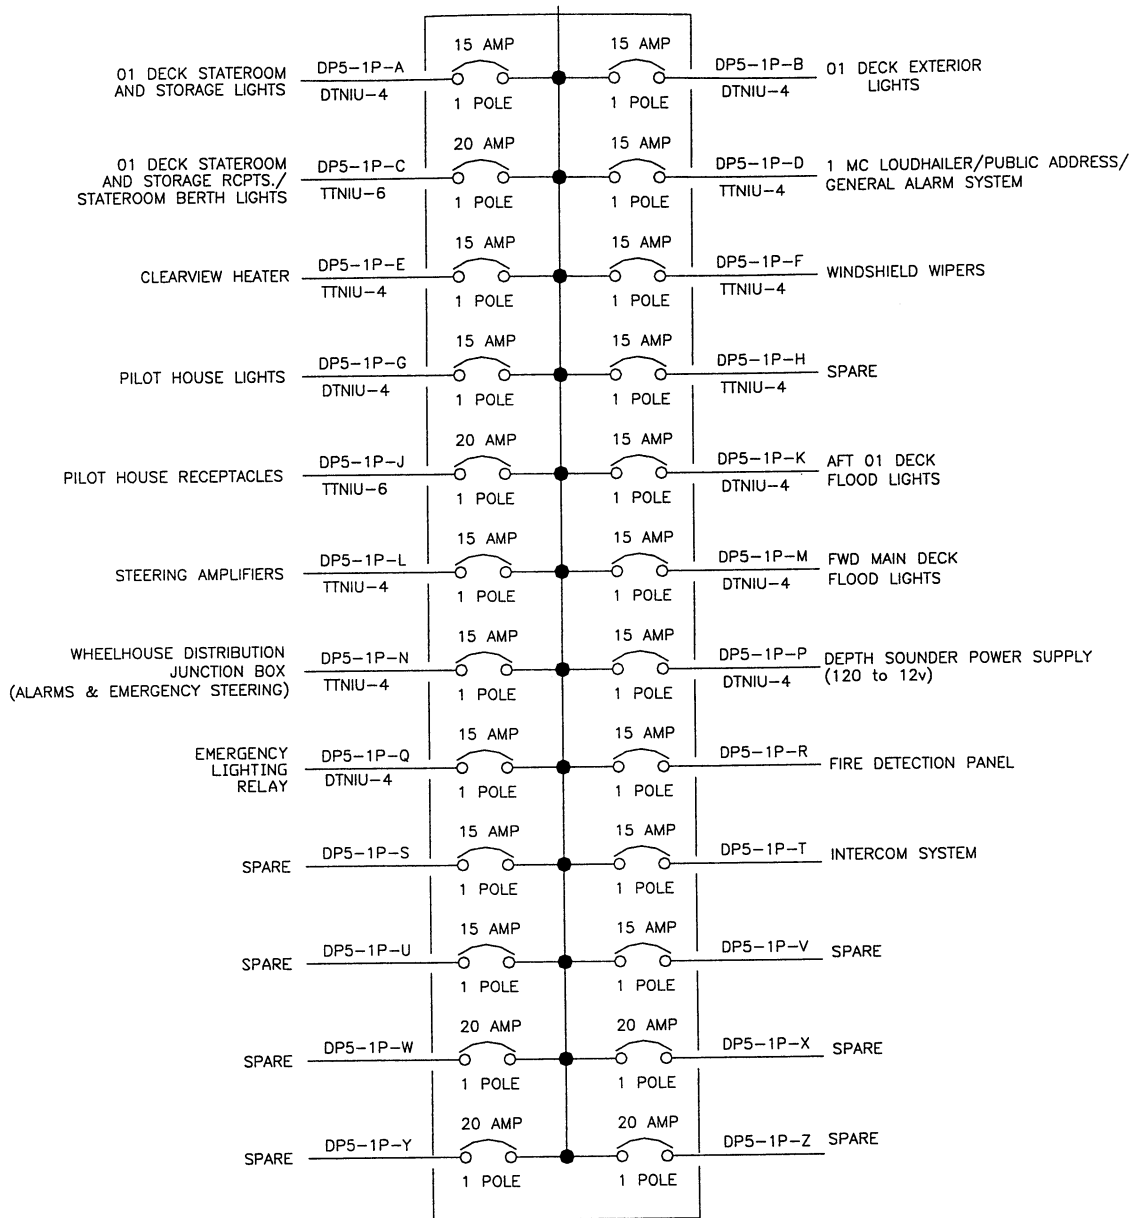 15 AMP
15 AMP
01 DECK STATEROOM
AND STORAGE LIGHTS
DP5-1P-A
DTNIU-4
1 POLE
1 POLE
DP5-1P-B
DTNIU-4
01 DECK EXTERIOR
LIGHTS
20 AMP
15 AMP
01 DECK STATEROOM
AND STORAGE RCPTS./
STATEROOM BERTH LIGHTS
DP5-1P-C
TTNIU-6
1 POLE
1 POLE
DP5-1P-D
TTNIU-4
1 MC LOUDHAILER/PUBLIC ADDRESS/
GENERAL ALARM SYSTEM
15 AMP
15 AMP
CLEARVIEW HEATER
DP5-1P-E
TTNIU-4
1 POLE
1 POLE
DP5-1P-F
TTNIU-4
WINDSHIELD WIPERS
15 AMP
15 AMP
PILOT HOUSE LIGHTS
DP5-1P-G
DTNIU-4
1 POLE
1 POLE
DP5-1P-H
TTNIU-4
SPARE
20 AMP
15 AMP
PILOT HOUSE RECEPTACLES
DP5-1P-J
TTNIU-6
1 POLE
1 POLE
DP5-1P-K
DTNIU-4
AFT 01 DECK
FLOOD LIGHTS
15 AMP
15 AMP
STEERING AMPLIFIERS
DP5-1P-L
TTNIU-4
1 POLE
1 POLE
DP5-1P-M
DTNIU-4
FWD MAIN DECK
FLOOD LIGHTS
15 AMP
15 AMP
WHEELHOUSE DISTRIBUTION
JUNCTION BOX
(ALARMS & EMERGENCY STEERING)
DP5-1P-N
TTNIU-4
1 POLE
1 POLE
DP5-1P-P
DTNIU-4
DEPTH SOUNDER POWER SUPPLY
(120 to 12v)
15 AMP
15 AMP
EMERGENCY
LIGHTING
RELAY
DP5-1P-Q
DTNIU-4
1 POLE
1 POLE
DP5-1P-R
FIRE DETECTION PANEL
15 AMP
15 AMP
SPARE
DP5-1P-S
1 POLE
1 POLE
DP5-1P-T
INTERCOM SYSTEM
15 AMP
15 AMP
SPARE
DP5-1P-U
1 POLE
1 POLE
DP5-1P-V
SPARE
20 AMP
20 AMP
SPARE
DP5-1P-W
1 POLE
1 POLE
DP5-1P-X
SPARE
20 AMP
20 AMP
SPARE
DP5-1P-Y
1 POLE
1 POLE
DP5-1P-Z
SPARE